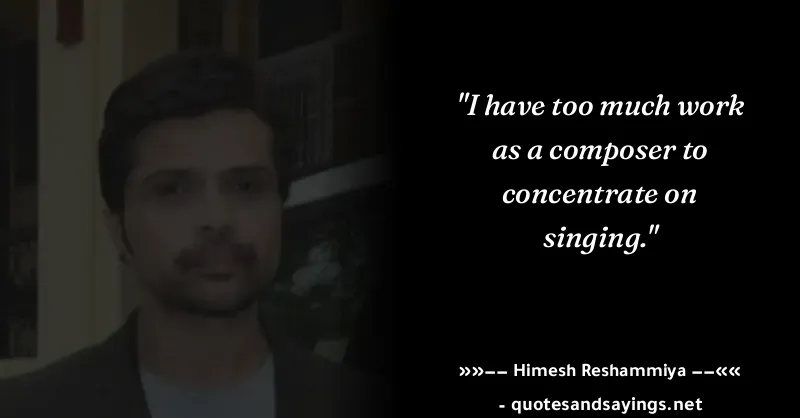 "I have too much work
as a composer to
concentrate on
singing."
»»–– Himesh Reshammiya ––««
- quotesandsayings.net